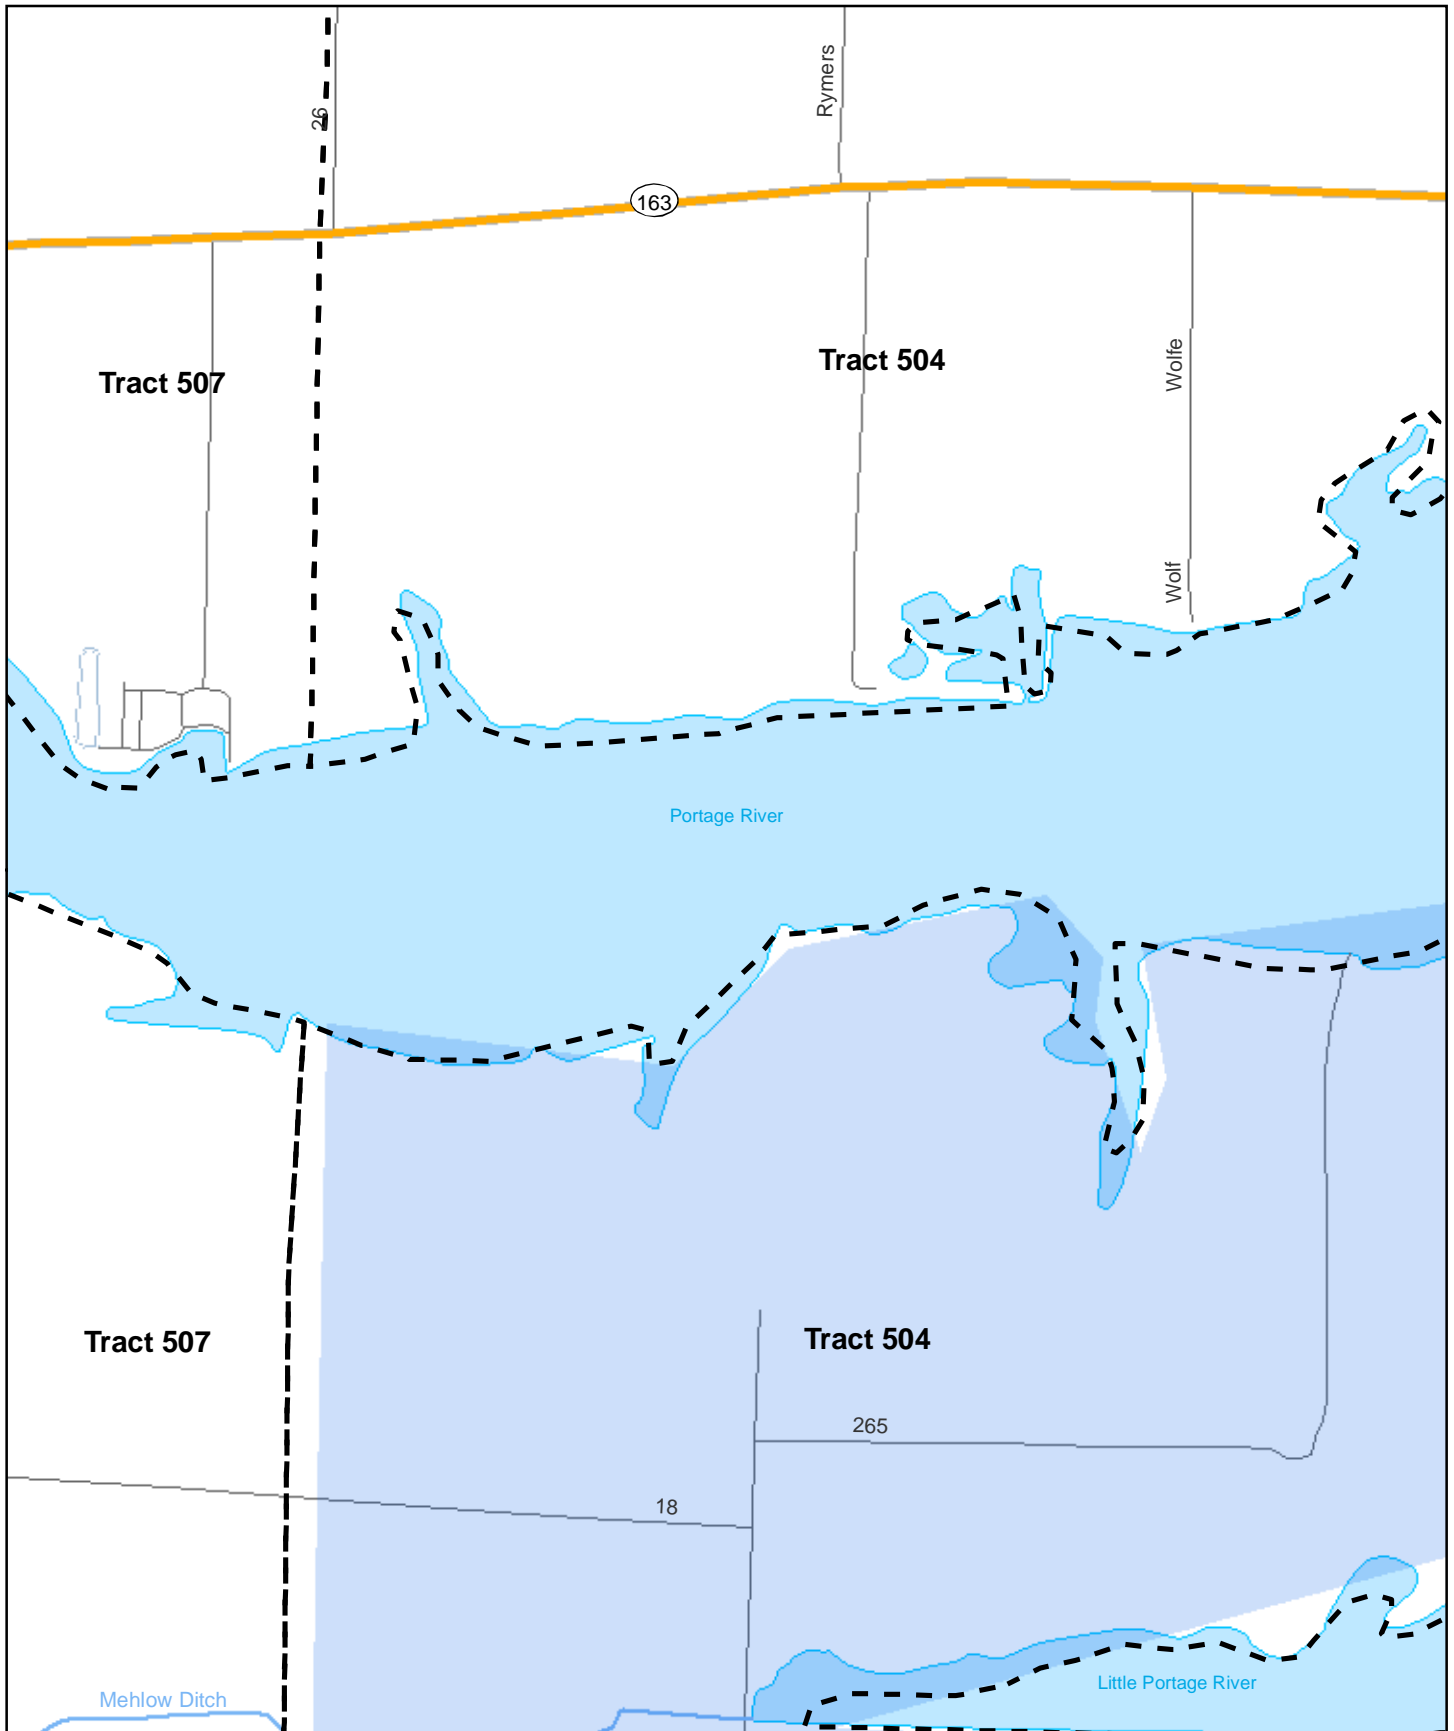 26
Rymers
163
Tract 507
Tract 504
Wolfe
Wolf
Portage River
Tract 507
Tract 504
265
18
Mehlow Ditch
Little Portage River